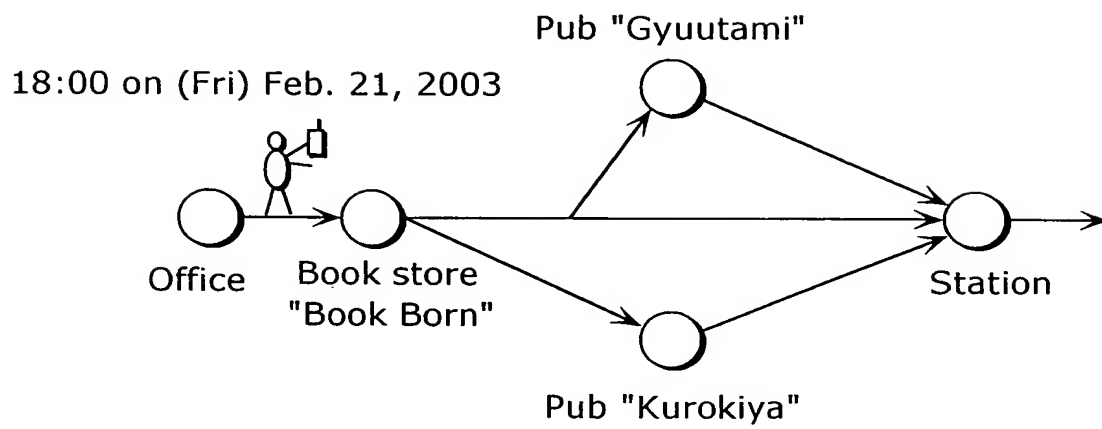 Pub "Gyuutami"
18:00 on (Fri) Feb. 21, 2003
Office
Book store
"Book Born"
Station
Pub "Kurokiya"